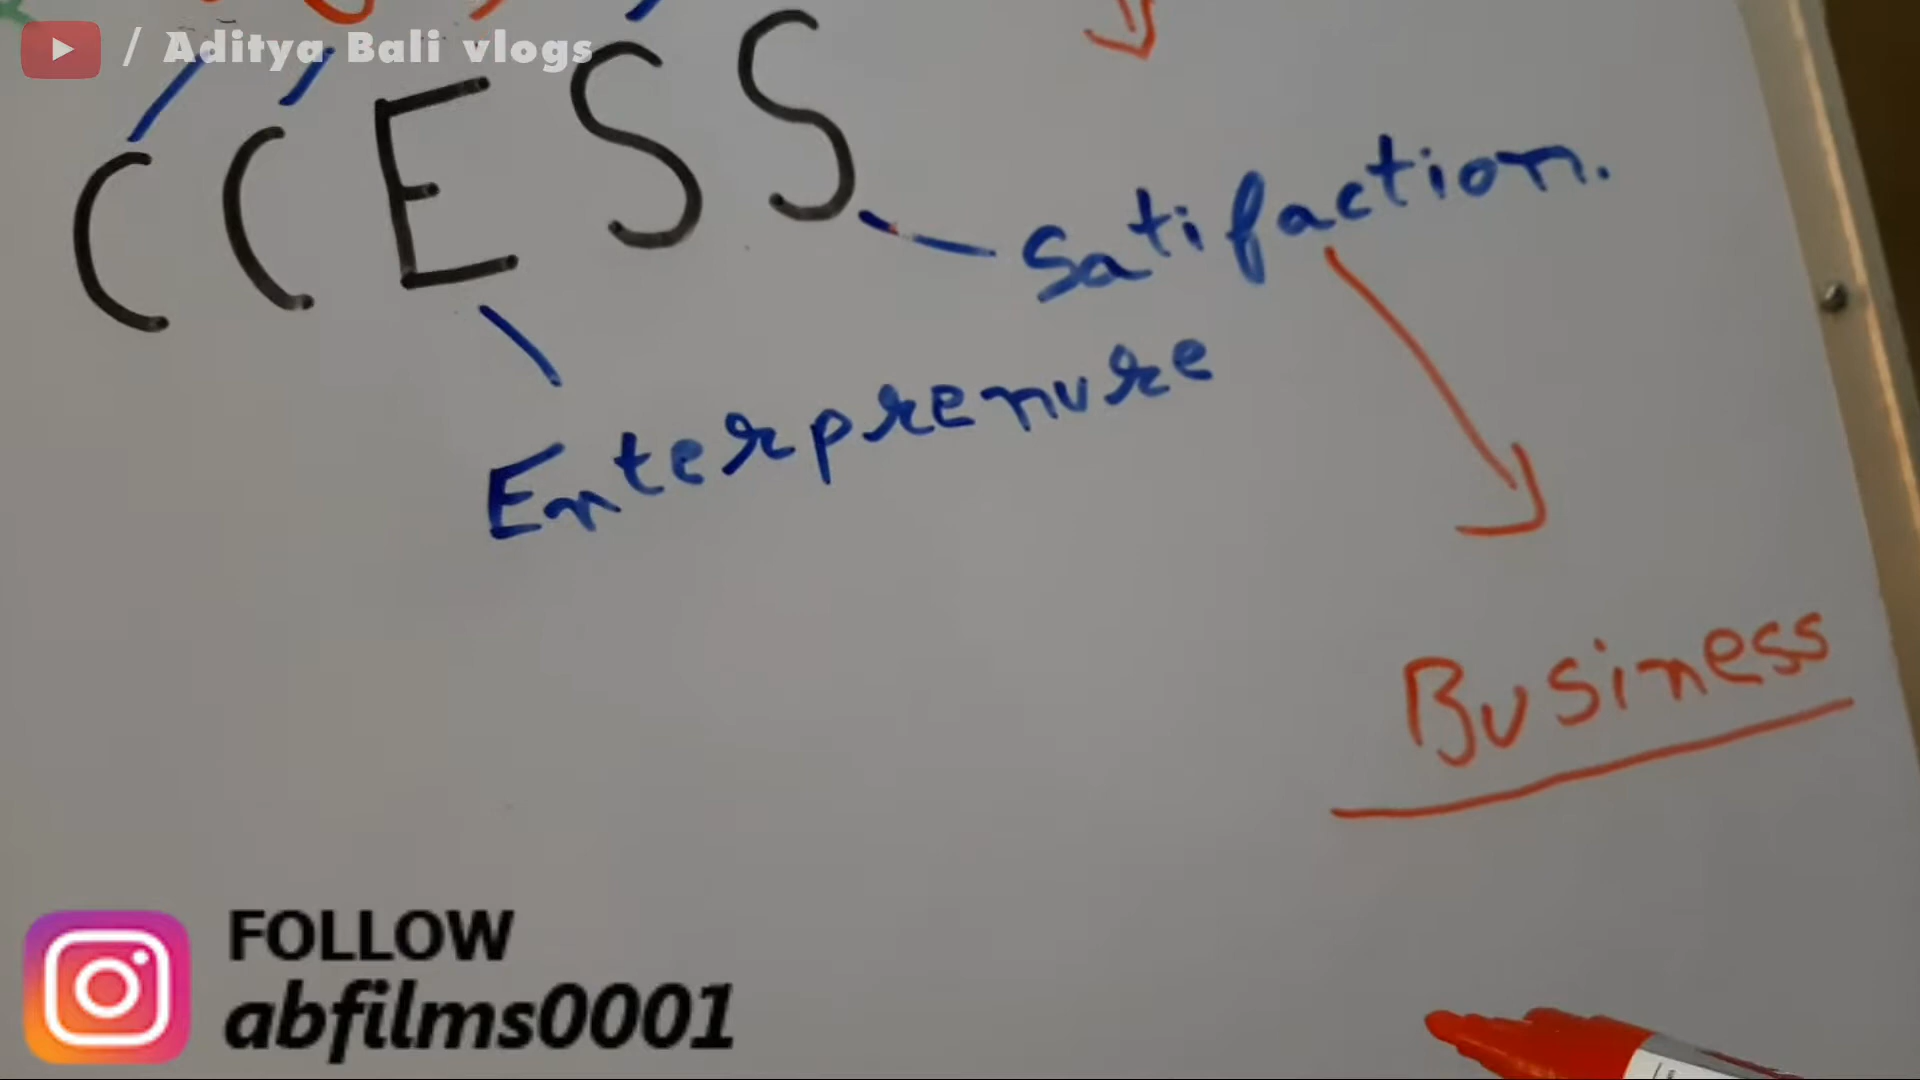 / Aditya Bali vlogs
CCESS
Satifaction.
Enterprenure
Business
FOLLOW
abfilms0001